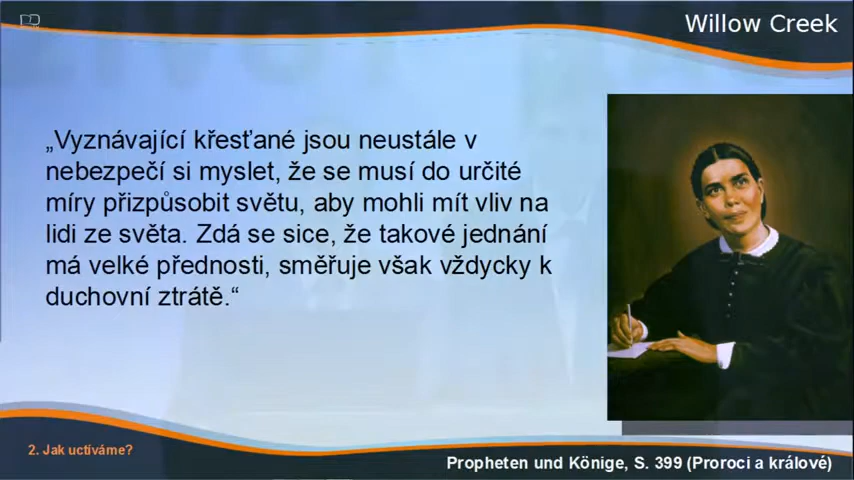 Willow Creek
„Vyznávající křesťané jsou neustále v
nebezpečí si myslet, že se musí do určité
míry přizpůsobit světu, aby mohli mít vliv na
lidi ze světa. Zdá se sice, že takové jednání
má velké přednosti, směřuje však vždycky k
duchovní ztrátě.“
2. Jak uctíváme?
Propheten und Könige, S. 399 (Proroci a králové)